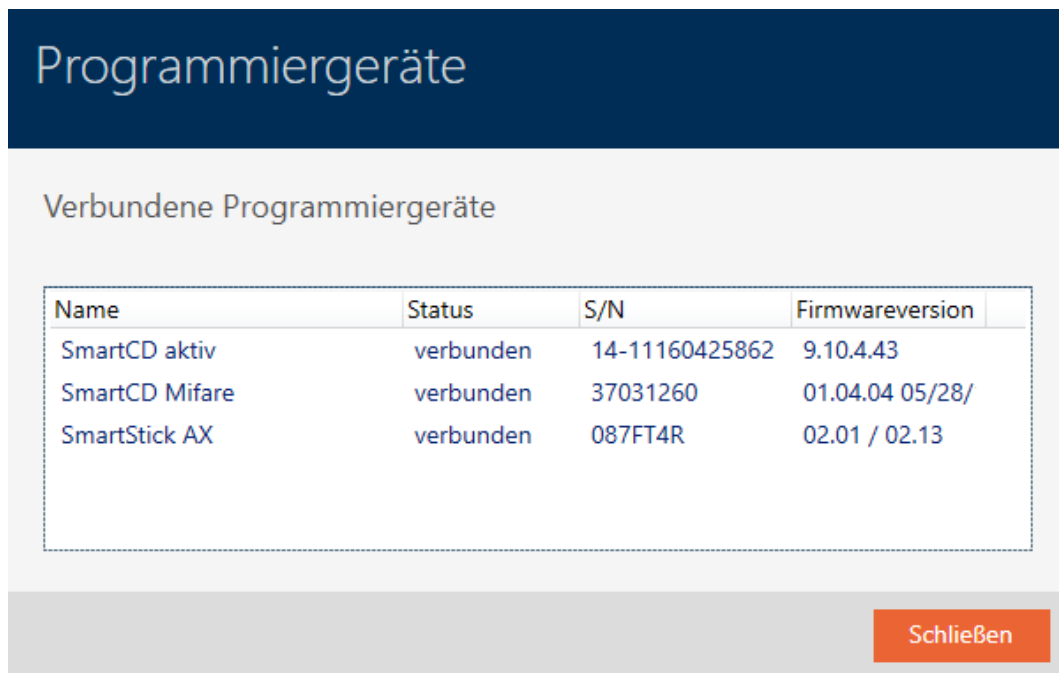 Programmiergeräte
Verbundene Programmiergeräte
Name Status S/N Firmwareversion
SmartCD aktiv verbunden 14-11160425862 9.10.4.43
SmartCD Mifare verbunden 37031260 01.04.04 05/28/
SmartStick AX verbunden 087FT4R 02.01 / 02.13
Schließen